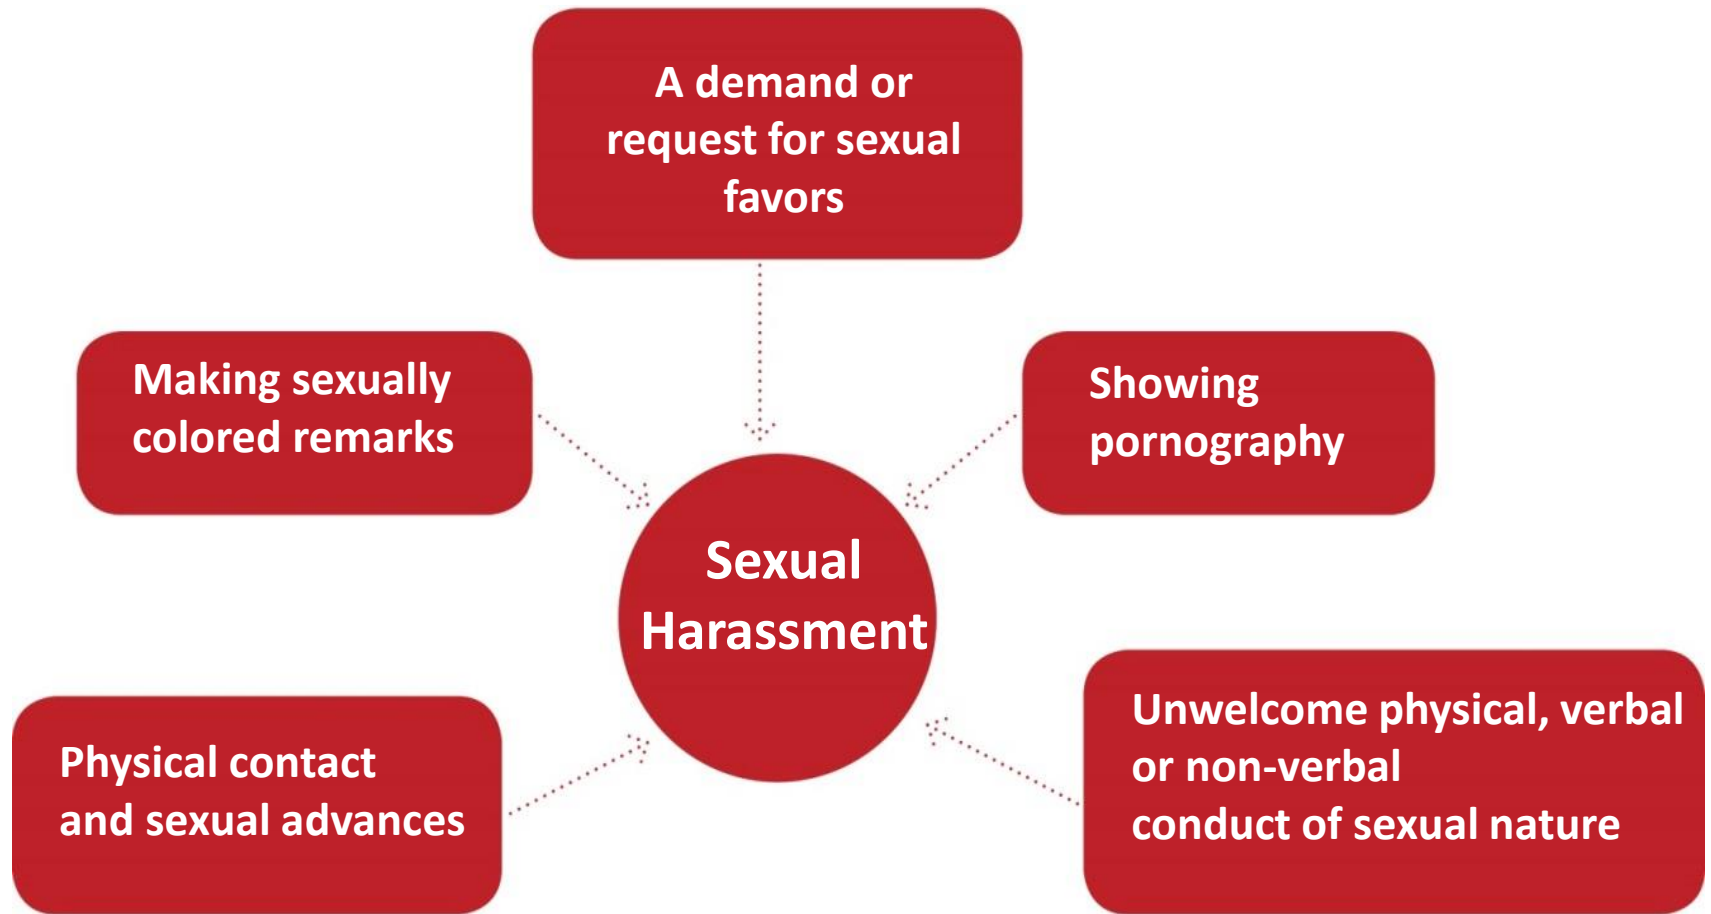 A demand or
request for sexual
favors
Making sexually
colored remarks
Showing
pornography
Sexual
Harassment
Physical contact
and sexual advances
Unwelcome physical, verbal
or non-verbal
conduct of sexual nature